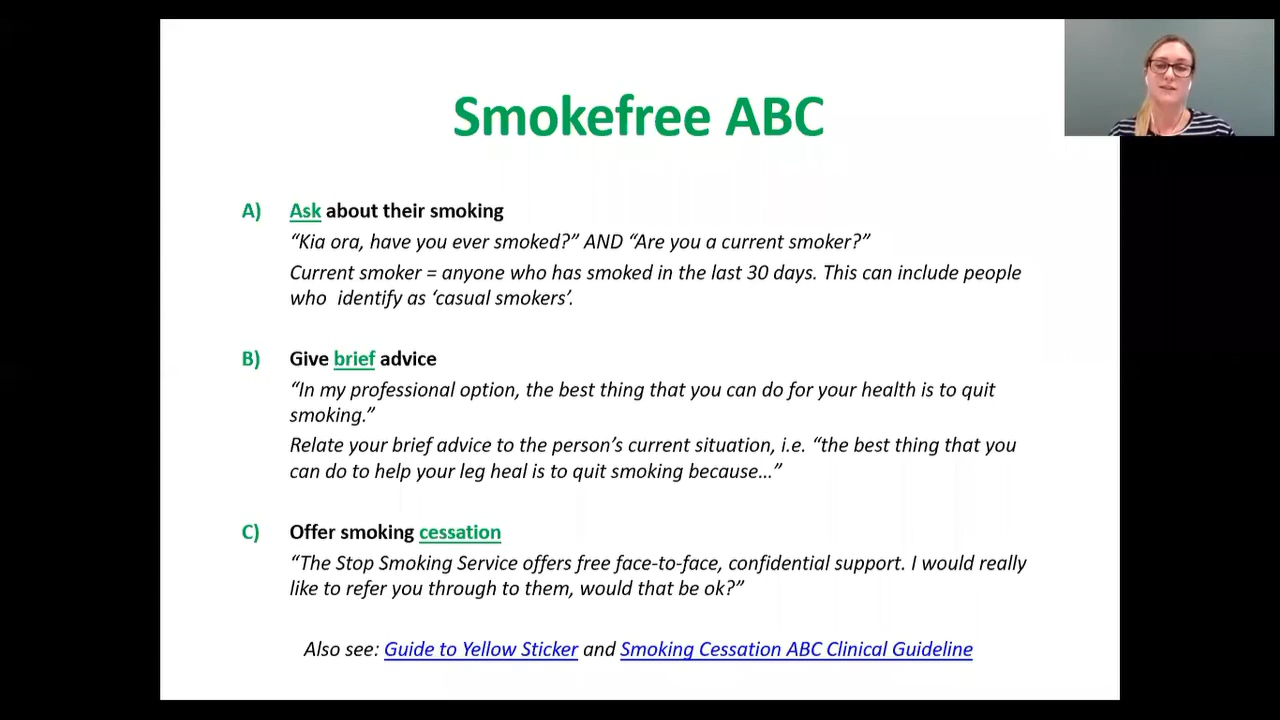 Smokefree ABC
A) Ask about their smoking
“Kia ora, have you ever smoked?” AND “Are you a current smoker?”
Current smoker = anyone who has smoked in the last 30 days. This can include people
who identify as ‘casual smokers’.
B) Give brief advice
“In my professional option, the best thing that you can do for your health is to quit
smoking.”
Relate your brief advice to the person’s current situation, i.e. “the best thing that you
can do to help your leg heal is to quit smoking because…”
C) Offer smoking cessation
“The Stop Smoking Service offers free face-to-face, confidential support. I would really
like to refer you through to them, would that be ok?”
Also see: Guide to Yellow Sticker and Smoking Cessation ABC Clinical Guideline